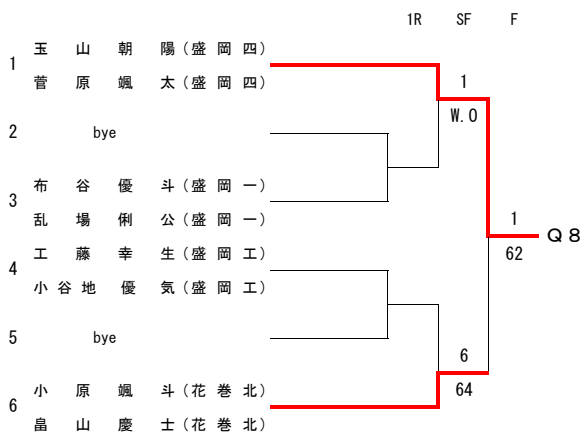 1R SF F
玉山朝陽(盛岡四)
1
菅原颯太(盛岡四)
1
W.O
2 bye
布谷優斗(盛岡一)
3
乱場俐公(盛岡一)
1
Q8
62
工藤幸生(盛岡工)
4
小谷地優気(盛岡工)
5 bye
6
64
小原颯斗(花巻北)
6
畠山慶士(花巻北)